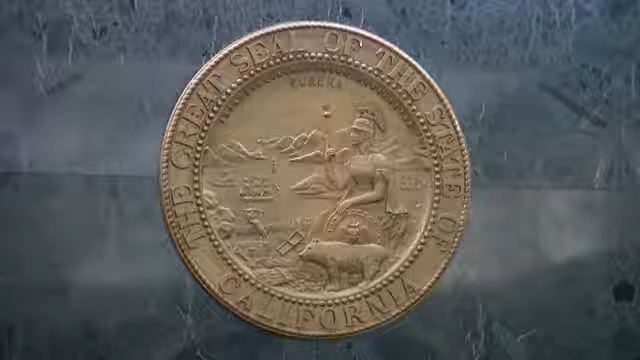 THE GREAT SEAL OF THE STATE OF CALIFORNIA
EUREKA